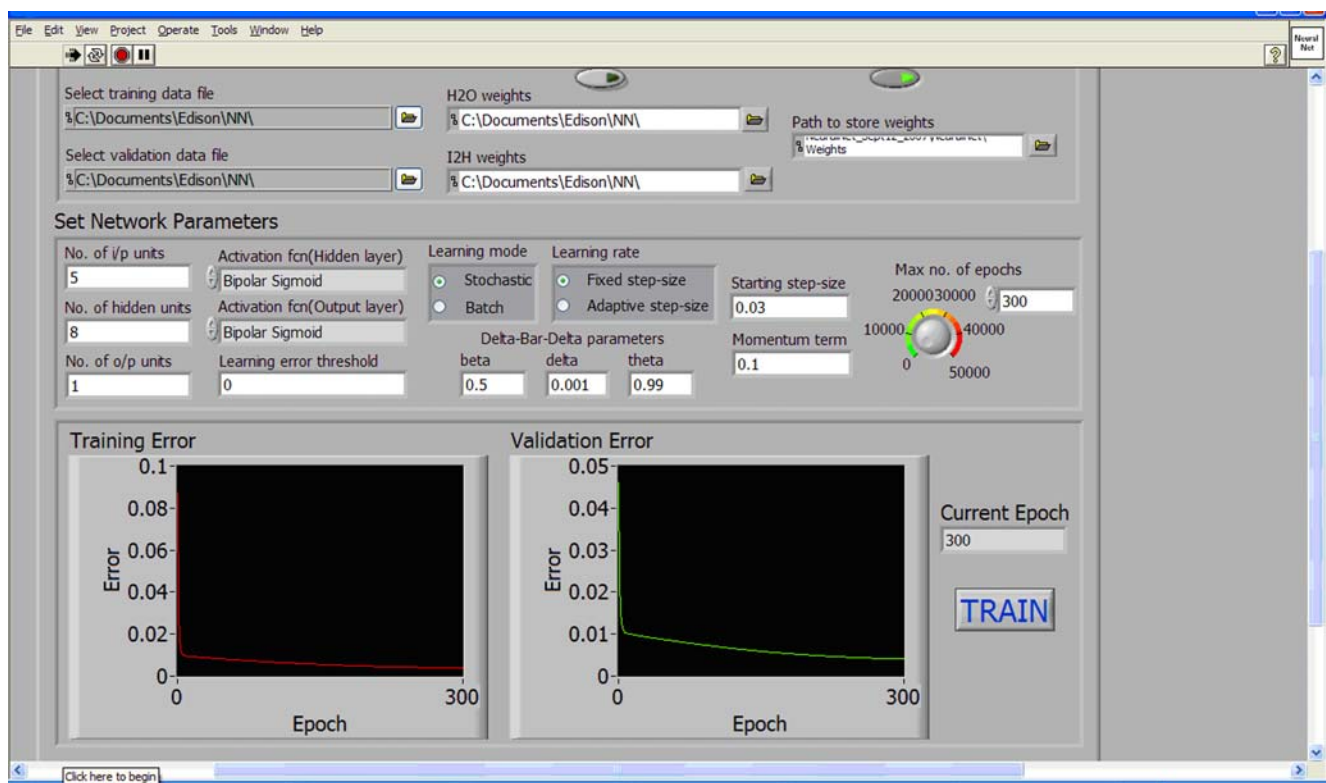 File Edit View Project Operate Tools Window Help
Neural
Net
Select training data file
C:\Documents\Edison\NN\
H2O weights
C:\Documents\Edison\NN\
Path to store weights
Weights
Select validation data file
C:\Documents\Edison\NN\
I2H weights
C:\Documents\Edison\NN\
Set Network Parameters
No. of i/p units
5
Activation fcn(Hidden layer)
Bipolar Sigmoid
Learning mode
Stochastic
Batch
Learning rate
Fixed step-size
Adaptive step-size
Starting step-size
0.03
Max no. of epochs
300
0 10000 20000 30000 40000 50000
No. of hidden units
8
Activation fcn(Output layer)
Bipolar Sigmoid
Delta-Bar-Delta parameters
beta delta theta
0.5 0.001 0.99
Momentum term
0.1
No. of o/p units
1
Learning error threshold
0
Training Error
0.1
0.08
0.06
0.04
0.02
0
Error
0 300
Epoch
Validation Error
0.05
0.04
0.03
0.02
0.01
0
Error
0 300
Epoch
Current Epoch
300
TRAIN
Click here to begin